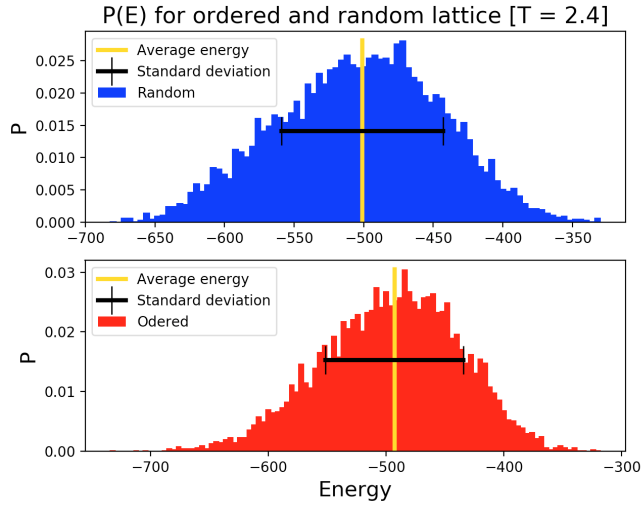 P(E) for ordered and random lattice [T = 2.4]
Average energy
Standard deviation
Random
P
0.025
0.020
0.015
0.010
0.005
0.000
−700 −650 −600 −550 −500 −450 −400 −350
Average energy
Standard deviation
Odered
P
0.03
0.02
0.01
0.00
−700 −600 −500 −400 −300
Energy